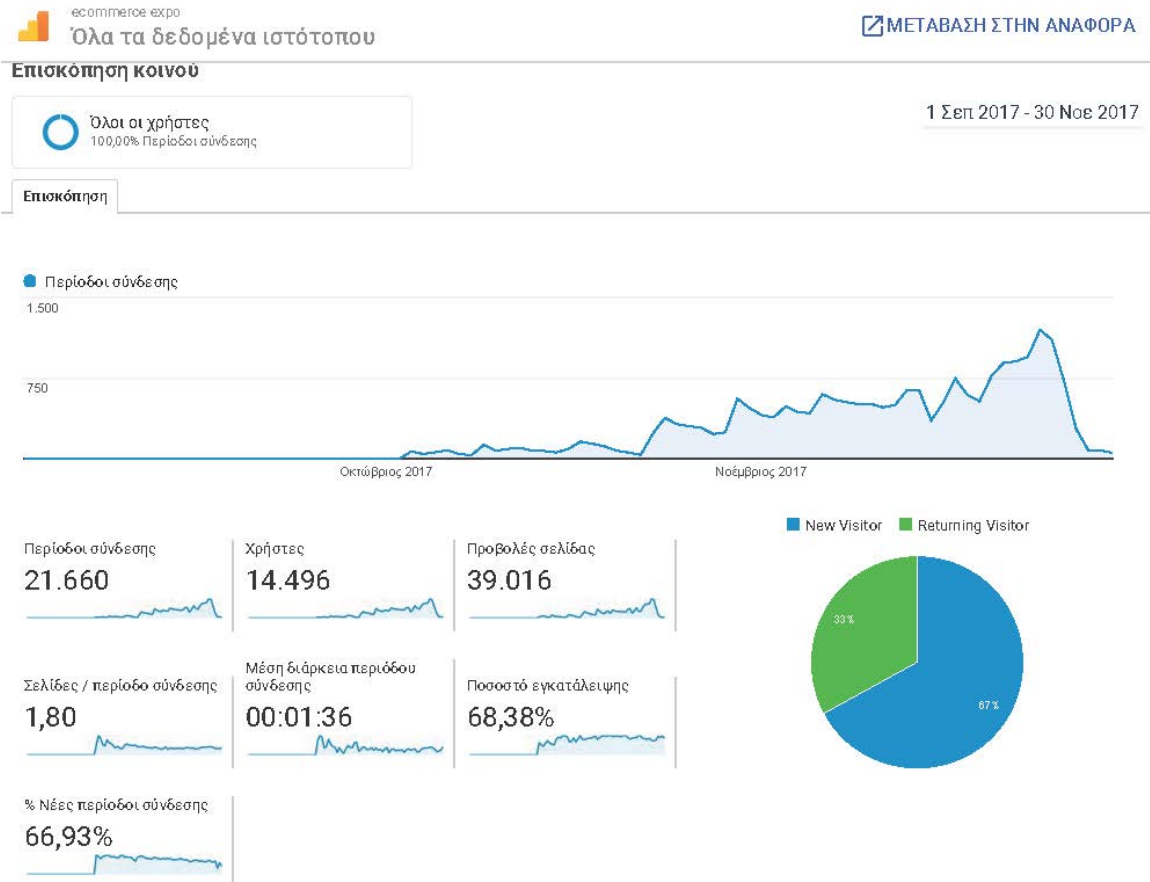 ecommerce expo
Όλα τα δεδομένα ιστότοπου
ΜΕΤΑΒΑΣΗ ΣΤΗΝ ΑΝΑΦΟΡΑ
Επισκόπηση κοινού
Όλοι οι χρήστες
100,00% Περίοδοι σύνδεσης
1 Σεπ 2017 - 30 Νοε 2017
Επισκόπηση
Περίοδοι σύνδεσης
1.500
750
Οκτώβριος 2017
Νοέμβριος 2017
New Visitor
Returning Visitor
Περίοδοι σύνδεσης
21.660
Χρήστες
14.496
Προβολές σελίδας
39.016
33%
67%
Σελίδες / περίοδο σύνδεσης
1,80
Μέση διάρκεια περιόδου
σύνδεσης
00:01:36
Ποσοστό εγκατάλειψης
68,38%
% Νέες περίοδοι σύνδεσης
66,93%